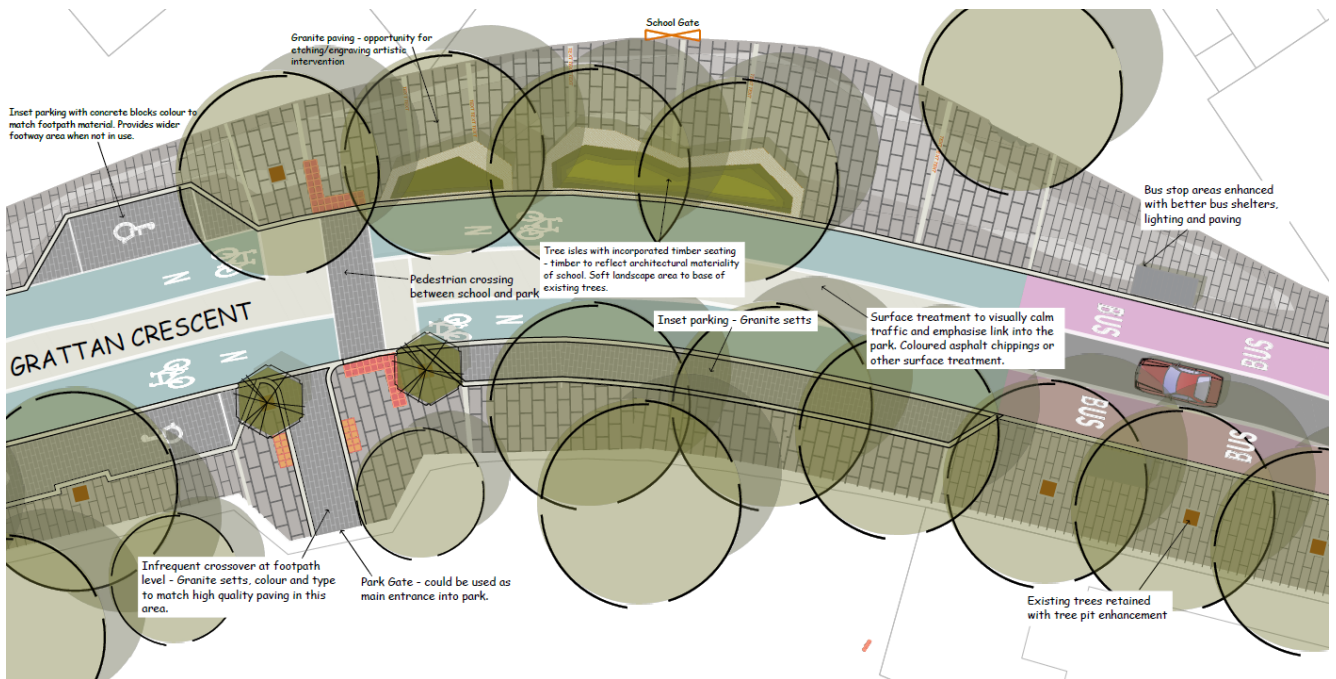 School Gate
Granite paving - opportunity for
etching/engraving artistic
intervention
Inset parking with concrete blocks colour to
match footpath material. Provides wider
footway area when not in use.
Bus stop areas enhanced
with better bus shelters,
lighting and paving
Tree isles with incorporated timber seating
- timber to reflect architectural materiality
of school. Soft landscape area to base of
existing trees.
Pedestrian crossing
between school and park
GRATTAN CRESCENT
Inset parking - Granite setts
Surface treatment to visually calm
traffic and emphasise link into the
park. Coloured asphalt chippings or
other surface treatment.
BUS
BUS
BUS
BUS
Infrequent crossover at footpath
level - Granite setts, colour and type
to match high quality paving in this
area.
Park Gate - could be used as
main entrance into park.
Existing trees retained
with tree pit enhancement